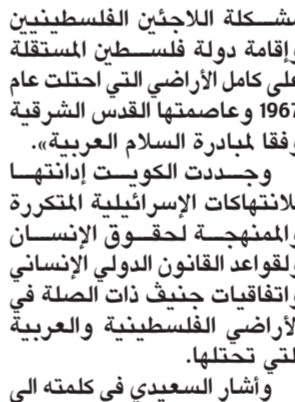 مشكلة اللاجئين الفلسطينيين
وإقامة دولة فلسطين المستقلة
على كامل الأراضي التي احتلت عام
1967 وعاصمتها القدس الشرقية
وفقا لمبادرة السلام العربية».
وجددت الكويت إدانتها
للانتهاكات الإسرائيلية المتكررة
والممنهجة لحقوق الإنسان
ولقواعد القانون الدولي الإنساني
واتفاقيات جنيف ذات الصلة في
الأراضي الفلسطينية والعربية
التي تحتلها.
وأشار السعيدي في كلمته الى